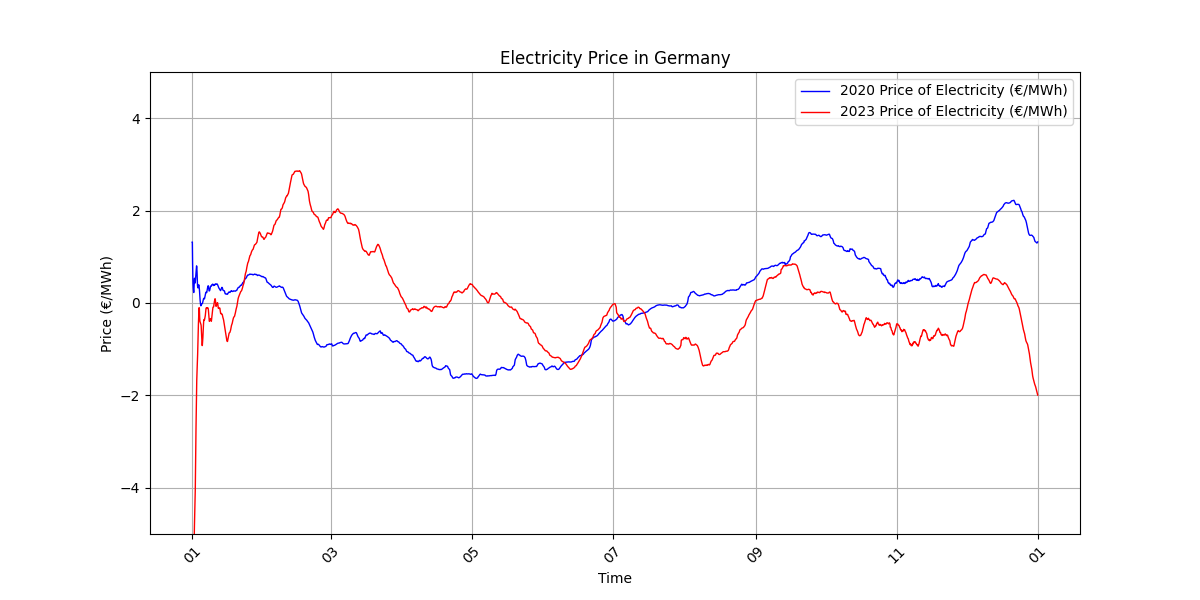 Electricity Price in Germany
2020 Price of Electricity (€/MWh)
2023 Price of Electricity (€/MWh)
Price (€/MWh)
4
2
0
−2
−4
01
03
05
07
09
11
01
Time